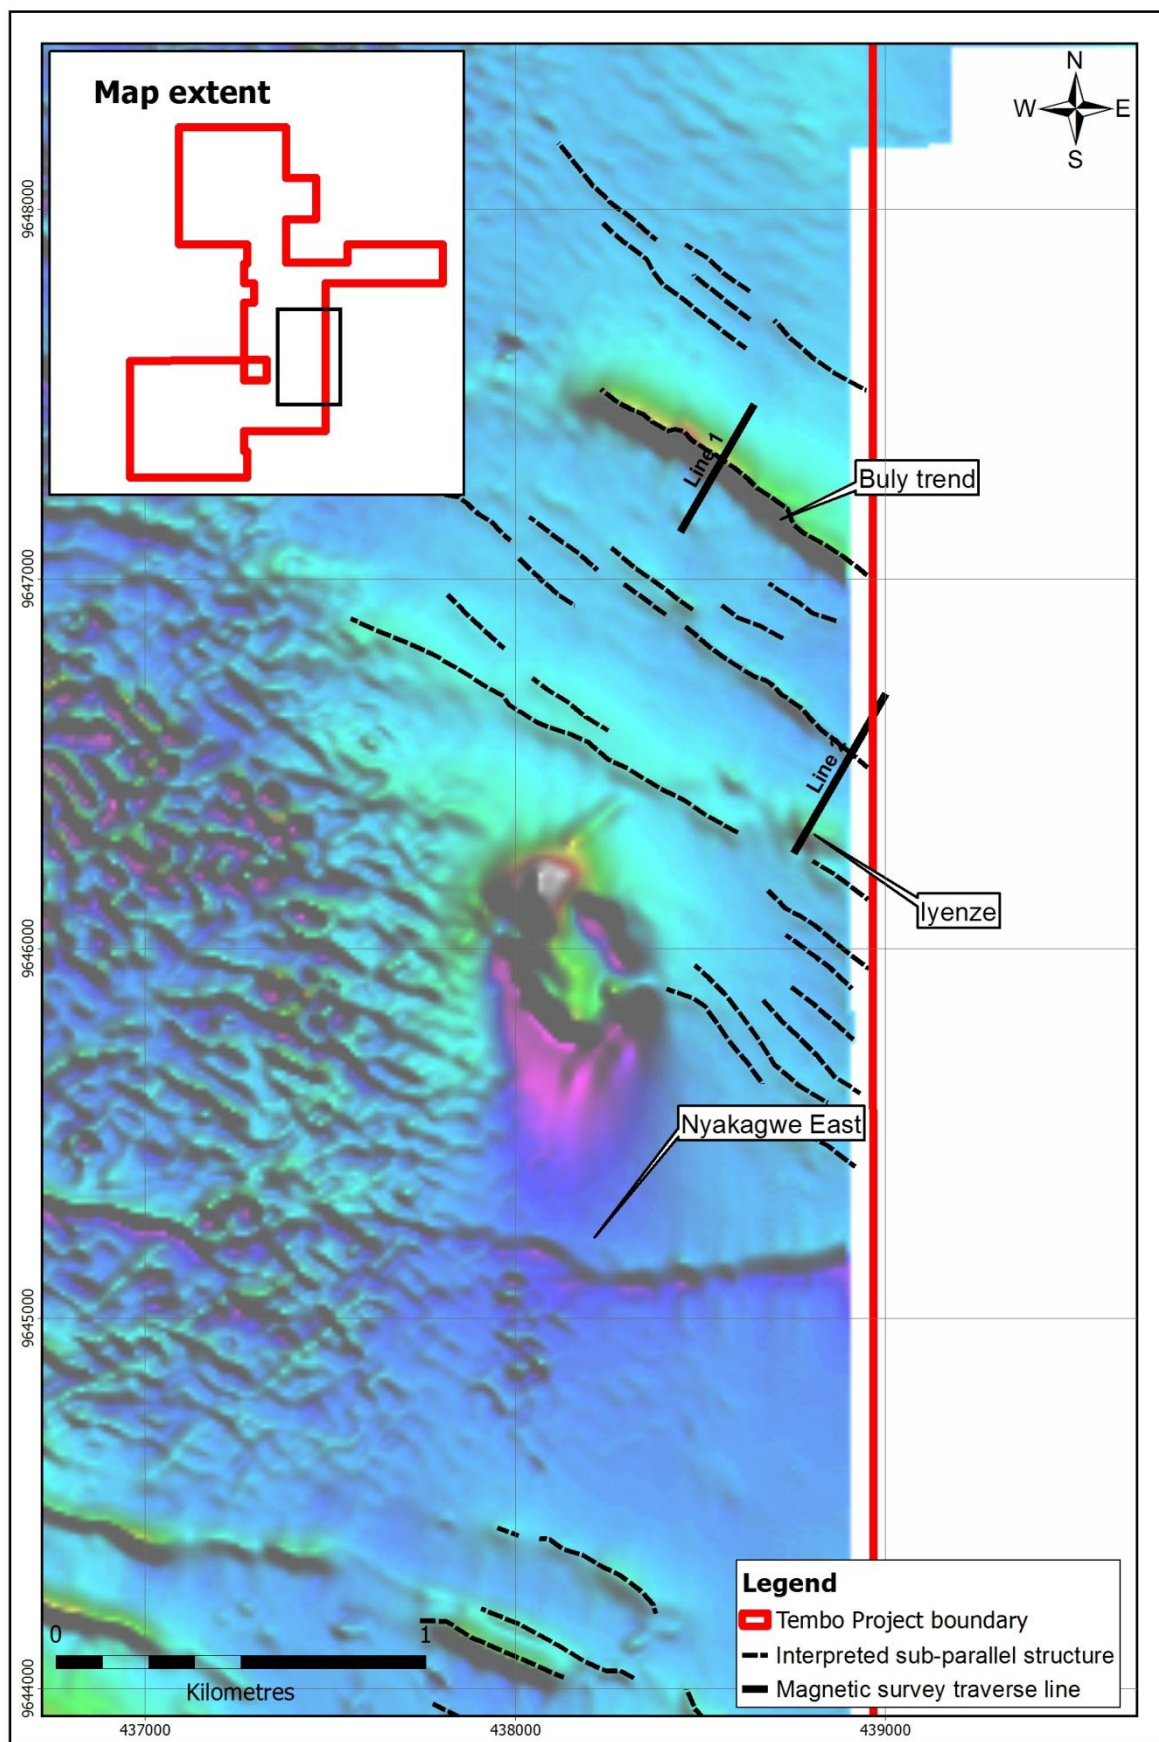 Map extent
N
W E
S
9648000
Line 1
Buly trend
9647000
Line
Iyenze
9646000
Nyakagwe East
9645000
Legend
Tembo Project boundary
Interpreted sub-parallel structure
Magnetic survey traverse line
0 1
Kilometres
9644000
437000 438000 439000